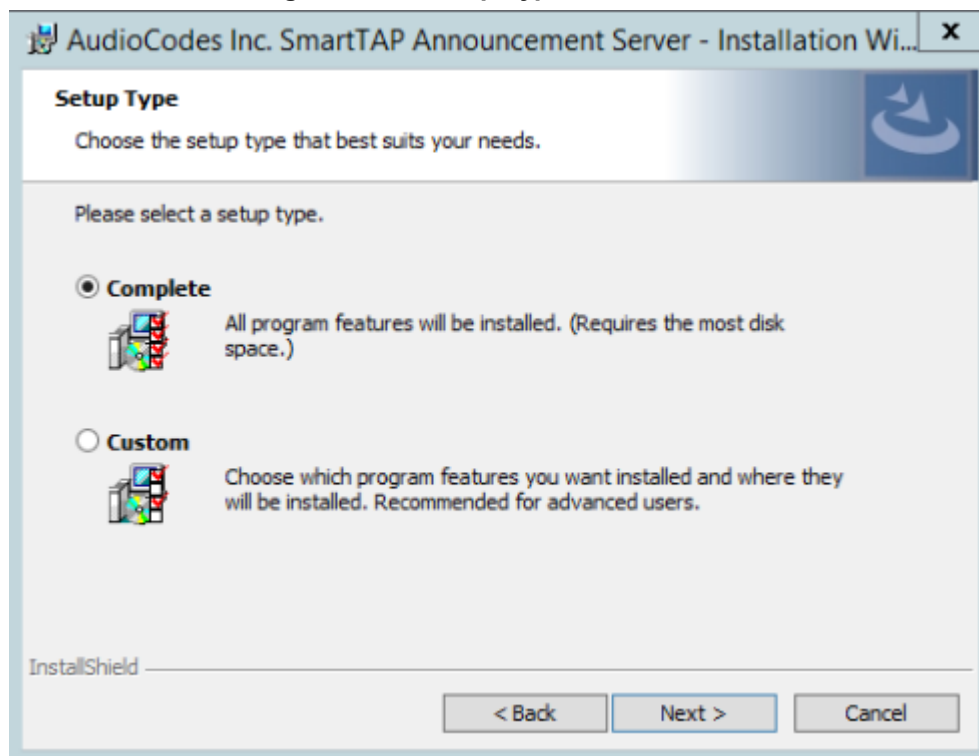 AudioCodes Inc. SmartTAP Announcement Server - Installation Wi...
x
Setup Type
Choose the setup type that best suits your needs.
Please select a setup type.
Complete
All program features will be installed. (Requires the most disk
space.)
Custom
Choose which program features you want installed and where they
will be installed. Recommended for advanced users.
InstallShield
< Back
Next >
Cancel